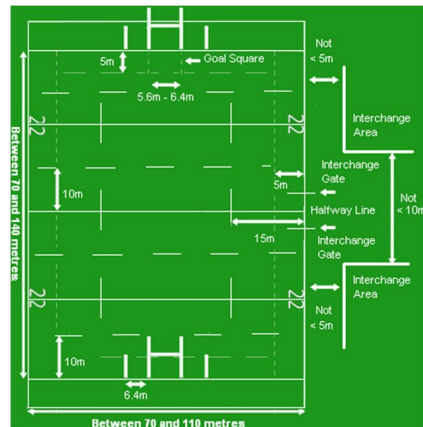 Not
< 5m
5m
Goal Square
5.6m - 6.4m
Interchange
Area
22
22
Interchange
Gate
10m
5m
Not
< 10m
Halfway Line
15m
Interchange
Gate
Between 70 and 140 metres
Interchange
Area
22
22
Not
< 5m
10m
6.4m
Between 70 and 110 metres